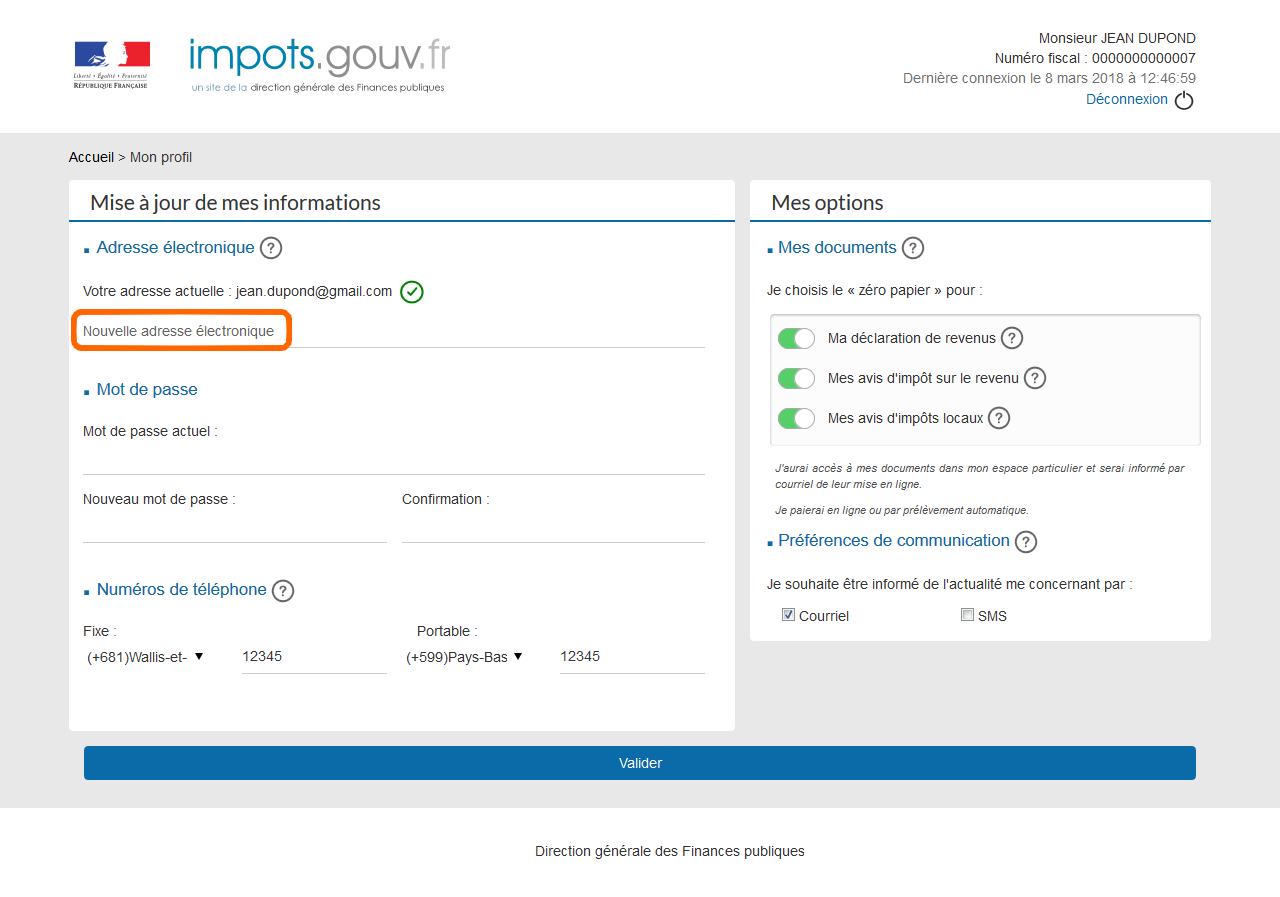 Liberté • Égalité • Fraternité
RÉPUBLIQUE FRANÇAISE
impots.gouv.fr
un site de la direction générale des Finances publiques
Monsieur JEAN DUPOND
Numéro fiscal : 0000000000007
Dernière connexion le 8 mars 2018 à 12:46:59
Déconnexion
Accueil > Mon profil
Mise à jour de mes informations
Adresse électronique ?
Votre adresse actuelle : jean.dupond@gmail.com
Nouvelle adresse électronique
Mot de passe
Mot de passe actuel :
Nouveau mot de passe :
Confirmation :
Numéros de téléphone ?
Fixe :
Portable :
(+681)Wallis-et- ▼ 12345
(+599)Pays-Bas ▼ 12345
Mes options
Mes documents ?
Je choisis le « zéro papier » pour :
Ma déclaration de revenus ?
Mes avis d'impôt sur le revenu ?
Mes avis d'impôts locaux ?
J'aurai accès à mes documents dans mon espace particulier et serai informé par
courriel de leur mise en ligne.
Je paierai en ligne ou par prélèvement automatique.
Préférences de communication ?
Je souhaite être informé de l'actualité me concernant par :
Courriel
SMS
Valider
Direction générale des Finances publiques